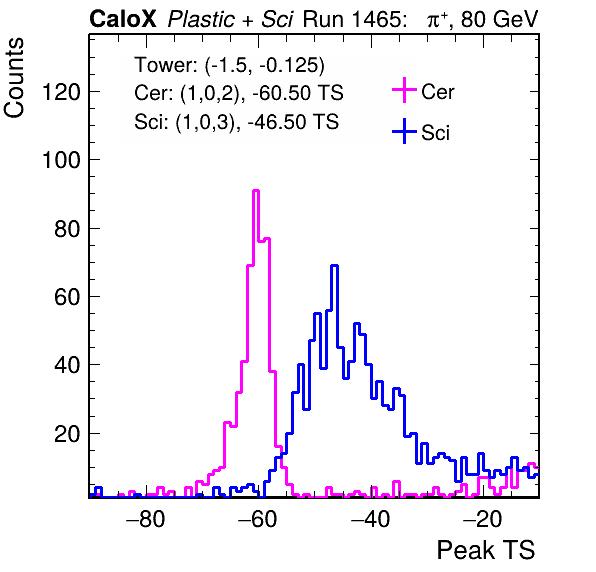 CaloX Plastic + Sci Run 1465: π⁺, 80 GeV
Counts
Tower: (-1.5, -0.125)
Cer: (1,0,2), -60.50 TS
Sci: (1,0,3), -46.50 TS
Cer
Sci
120
100
80
60
40
20
−80 −60 −40 −20
Peak TS